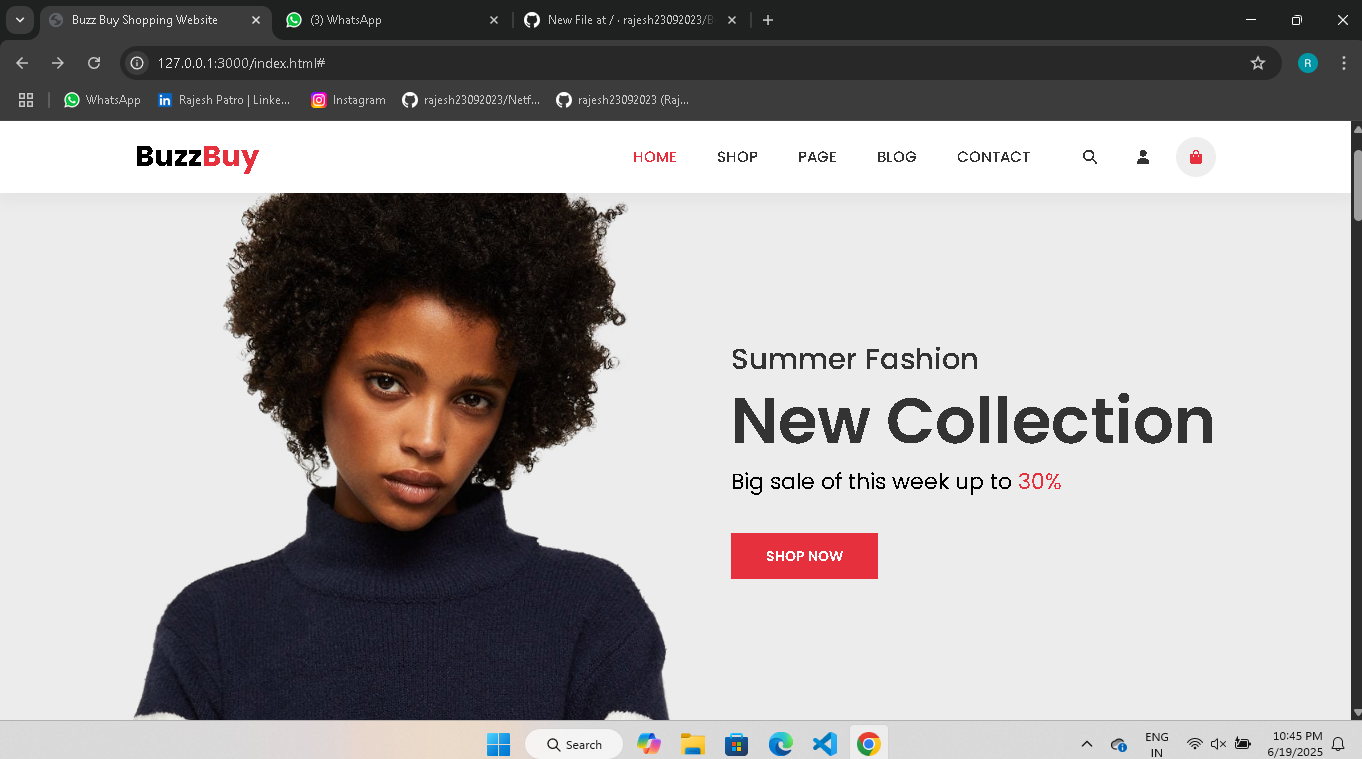 Buzz Buy Shopping Website
(3) WhatsApp
New File at / · rajesh23092023/B
127.0.0.1:3000/index.html#
R
WhatsApp
Rajesh Patro | Linke...
Instagram
rajesh23092023/Netf...
rajesh23092023 (Raj...
BuzzBuy
HOME SHOP PAGE BLOG CONTACT
Summer Fashion
New Collection
Big sale of this week up to 30%
SHOP NOW
Search
ENG
IN
10:45 PM
6/19/2025